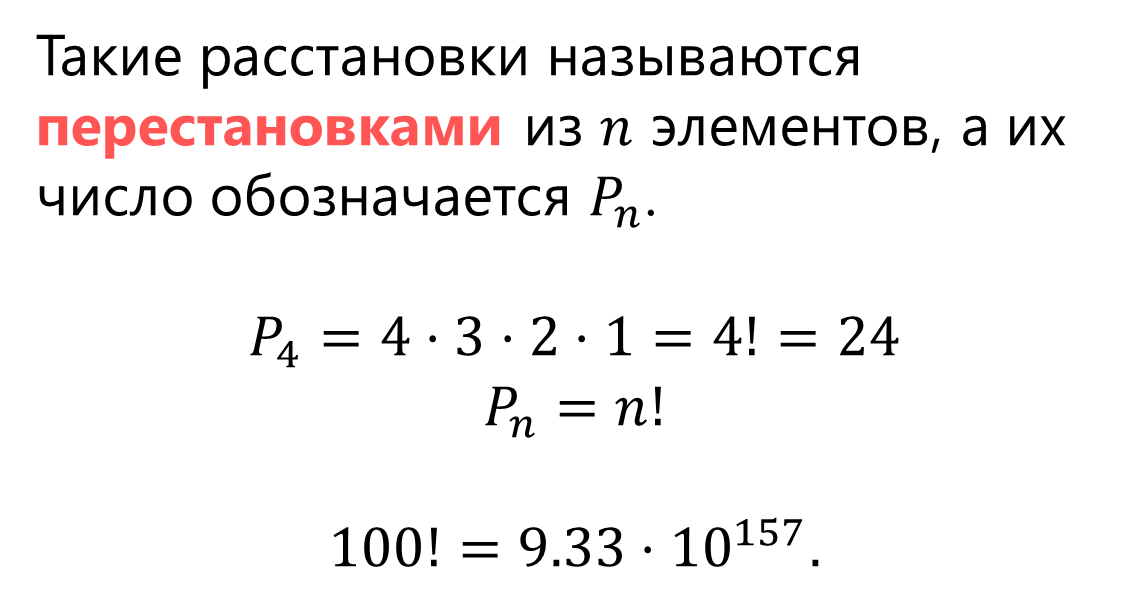 Такие расстановки называются
перестановками из n элементов, а их
число обозначается Pₙ.
P₄ = 4 · 3 · 2 · 1 = 4! = 24
Pₙ = n!
100! = 9.33 · 10¹⁵⁷.